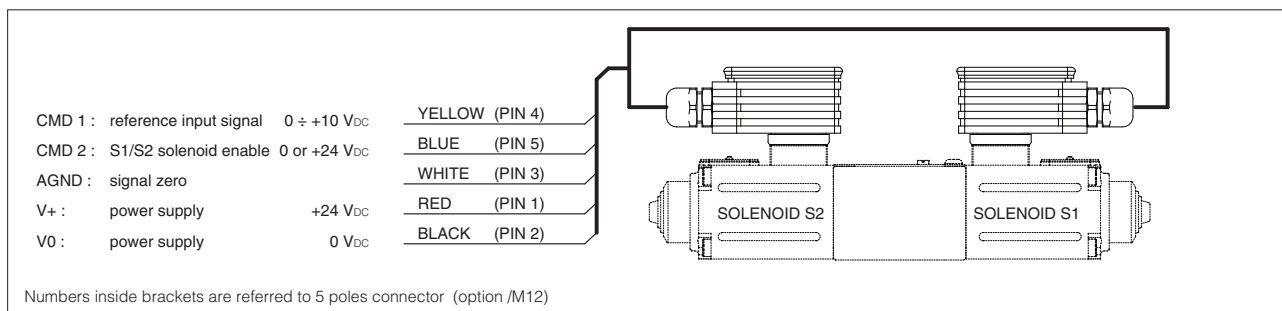 CMD 1 : reference input signal 0 ÷ +10 VDC YELLOW (PIN 4)
CMD 2 : S1/S2 solenoid enable 0 or +24 VDC BLUE (PIN 5)
AGND : signal zero WHITE (PIN 3)
V+ : power supply +24 VDC RED (PIN 1)
V0 : power supply 0 VDC BLACK (PIN 2)
SOLENOID S2 SOLENOID S1
Numbers inside brackets are referred to 5 poles connector (option /M12)